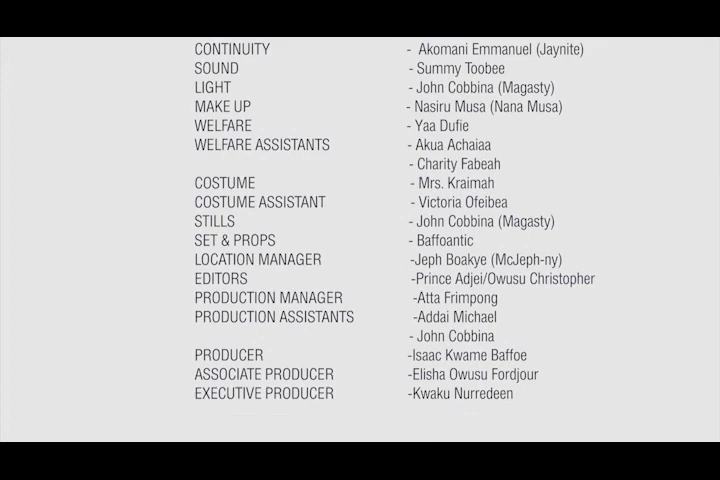 CONTINUITY - Akomani Emmanuel (Jaynite)
SOUND - Summy Toobee
LIGHT - John Cobbina (Magasty)
MAKE UP - Nasiru Musa (Nana Musa)
WELFARE - Yaa Dufie
WELFARE ASSISTANTS - Akua Achaiaa
- Charity Fabeah
COSTUME - Mrs. Kraimah
COSTUME ASSISTANT - Victoria Ofeibea
STILLS - John Cobbina (Magasty)
SET & PROPS - Baffoantic
LOCATION MANAGER -Jeph Boakye (McJeph-ny)
EDITORS -Prince Adjei/Owusu Christopher
PRODUCTION MANAGER -Atta Frimpong
PRODUCTION ASSISTANTS -Addai Michael
- John Cobbina
PRODUCER -Isaac Kwame Baffoe
ASSOCIATE PRODUCER -Elisha Owusu Fordjour
EXECUTIVE PRODUCER -Kwaku Nurredeen